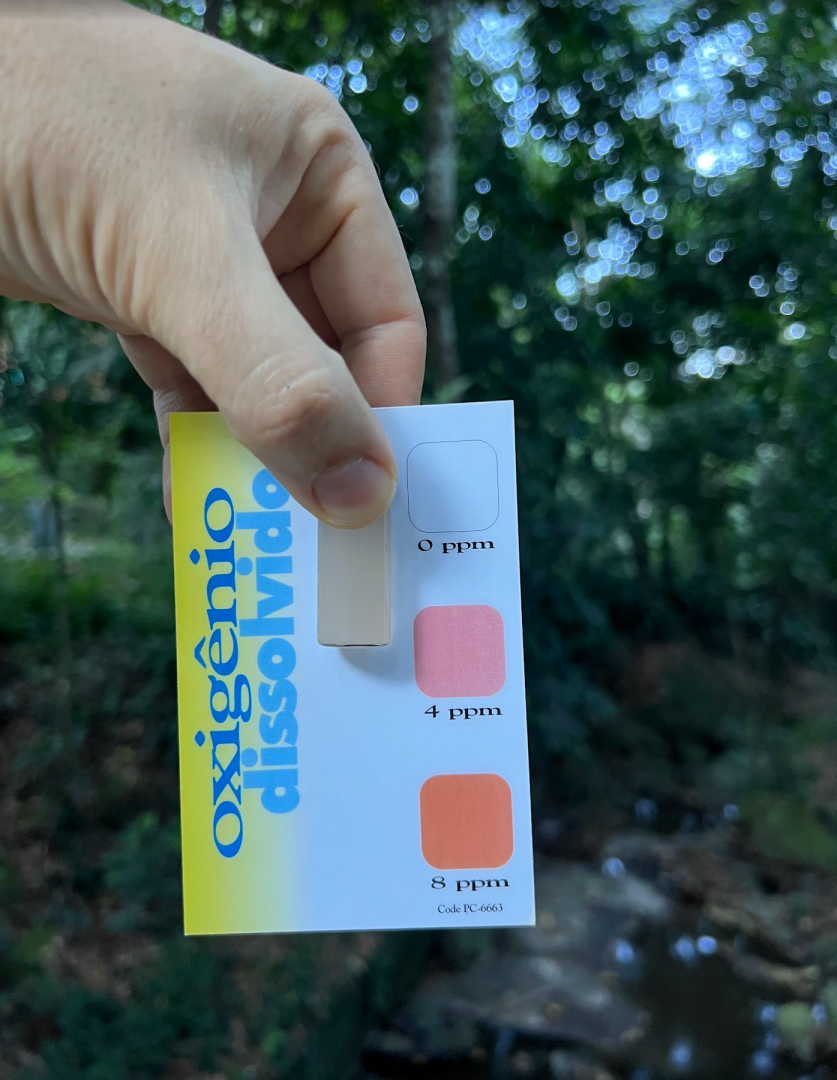 oxigênio
dissolvido
0 ppm
4 ppm
8 ppm
Code PC-6663